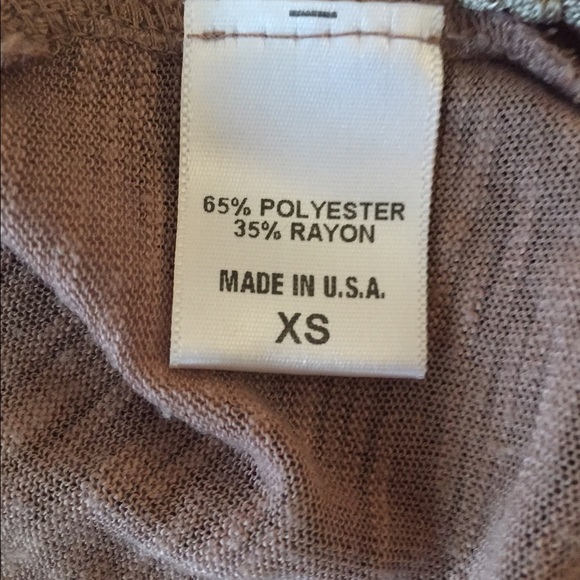 65% POLYESTER
35% RAYON
MADE IN U.S.A.
XS